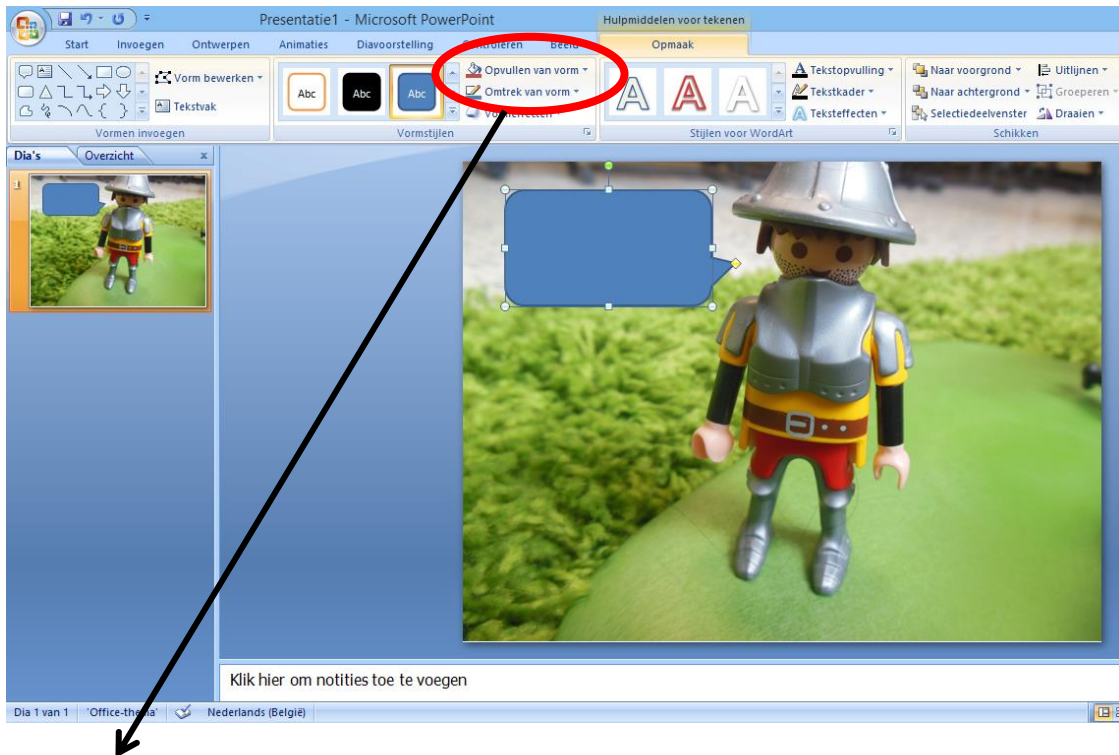 Presentatie1 - Microsoft PowerPoint
Hulpmiddelen voor tekenen
Start Invoegen Ontwerpen Animaties Diavoorstelling Controleren Beeld Opmaak
Vorm bewerken
Tekstvak
Vormen invoegen
Abc Abc Abc
Opvullen van vorm
Omtrek van vorm
Vormeffecten
Vormstijlen
A A A
Tekstopvulling
Tekstkader
Teksteffecten
Stijlen voor WordArt
Naar voorgrond
Naar achtergrond
Selectiedeelvenster
Uitlijnen
Groeperen
Draaien
Schikken
Dia's Overzicht x
1
Klik hier om notities toe te voegen
Dia 1 van 1 'Office-thema' Nederlands (België)